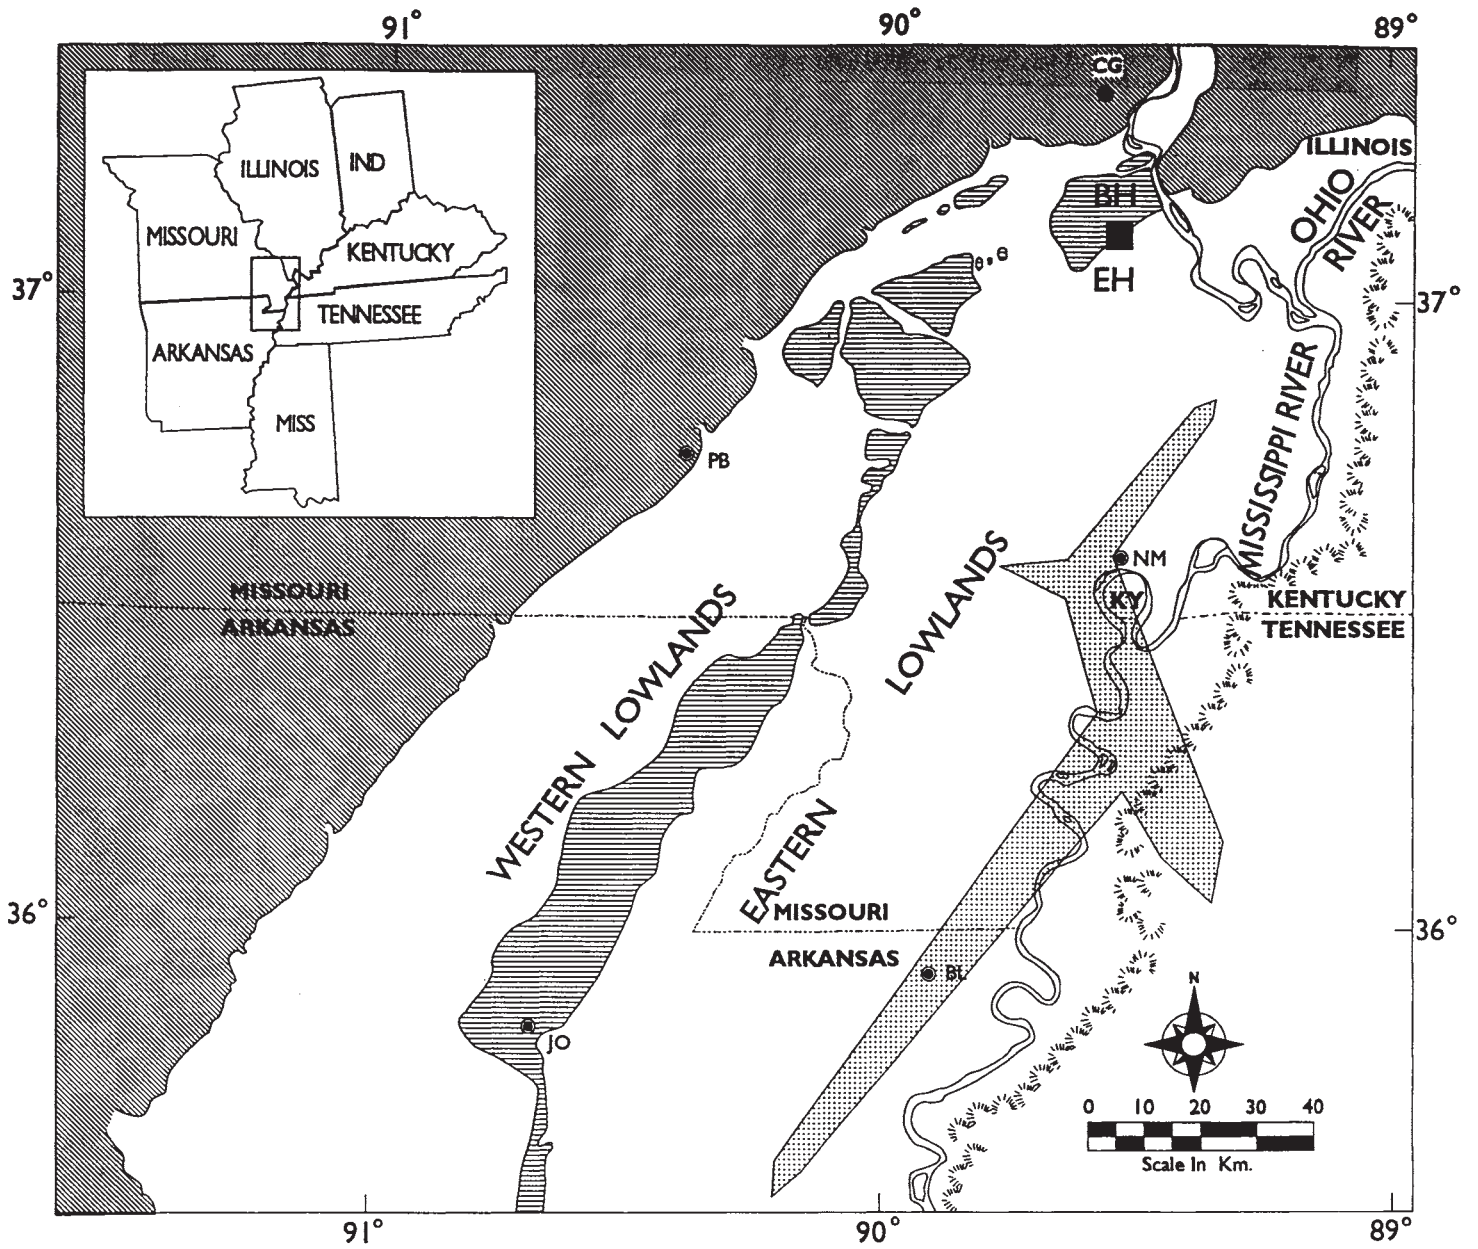 91° 90° 89°
CG
ILLINOIS
ILLINOIS
IND
OHIO
RIVER
BH
MISSOURI
KENTUCKY
EH
37°
37°
TENNESSEE
ARKANSAS
MISSISSIPPI RIVER
MISS
PB
NM
MISSOURI
ARKANSAS
KY
KENTUCKY
TENNESSEE
WESTERN LOWLANDS
EASTERN LOWLANDS
36°
MISSOURI
ARKANSAS
36°
BL
N
JO
0 10 20 30 40
Scale In Km.
91° 90° 89°